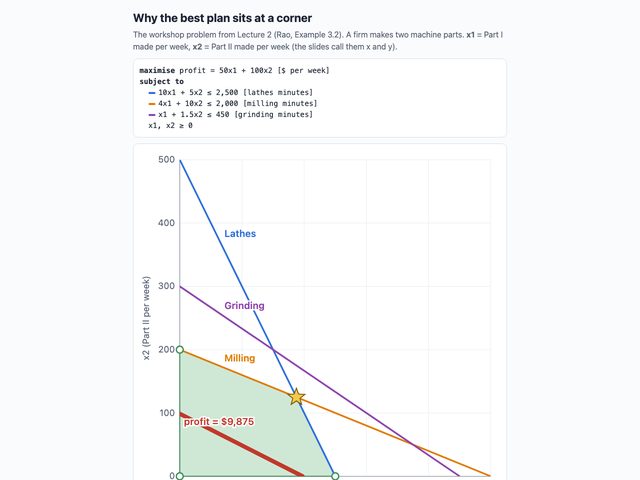 Why the best plan sits at a corner
The workshop problem from Lecture 2 (Rao, Example 3.2). A firm makes two machine parts. x1 = Part I
made per week, x2 = Part II made per week (the slides call them x and y).
maximise profit = 50x1 + 100x2 [$ per week]
subject to
10x1 + 5x2 ≤ 2,500 [lathes minutes]
4x1 + 10x2 ≤ 2,000 [milling minutes]
x1 + 1.5x2 ≤ 450 [grinding minutes]
x1, x2 ≥ 0
500
400
Lathes
300
Grinding
x2 (Part II per week)
200
Milling
100
profit = $9,875
0